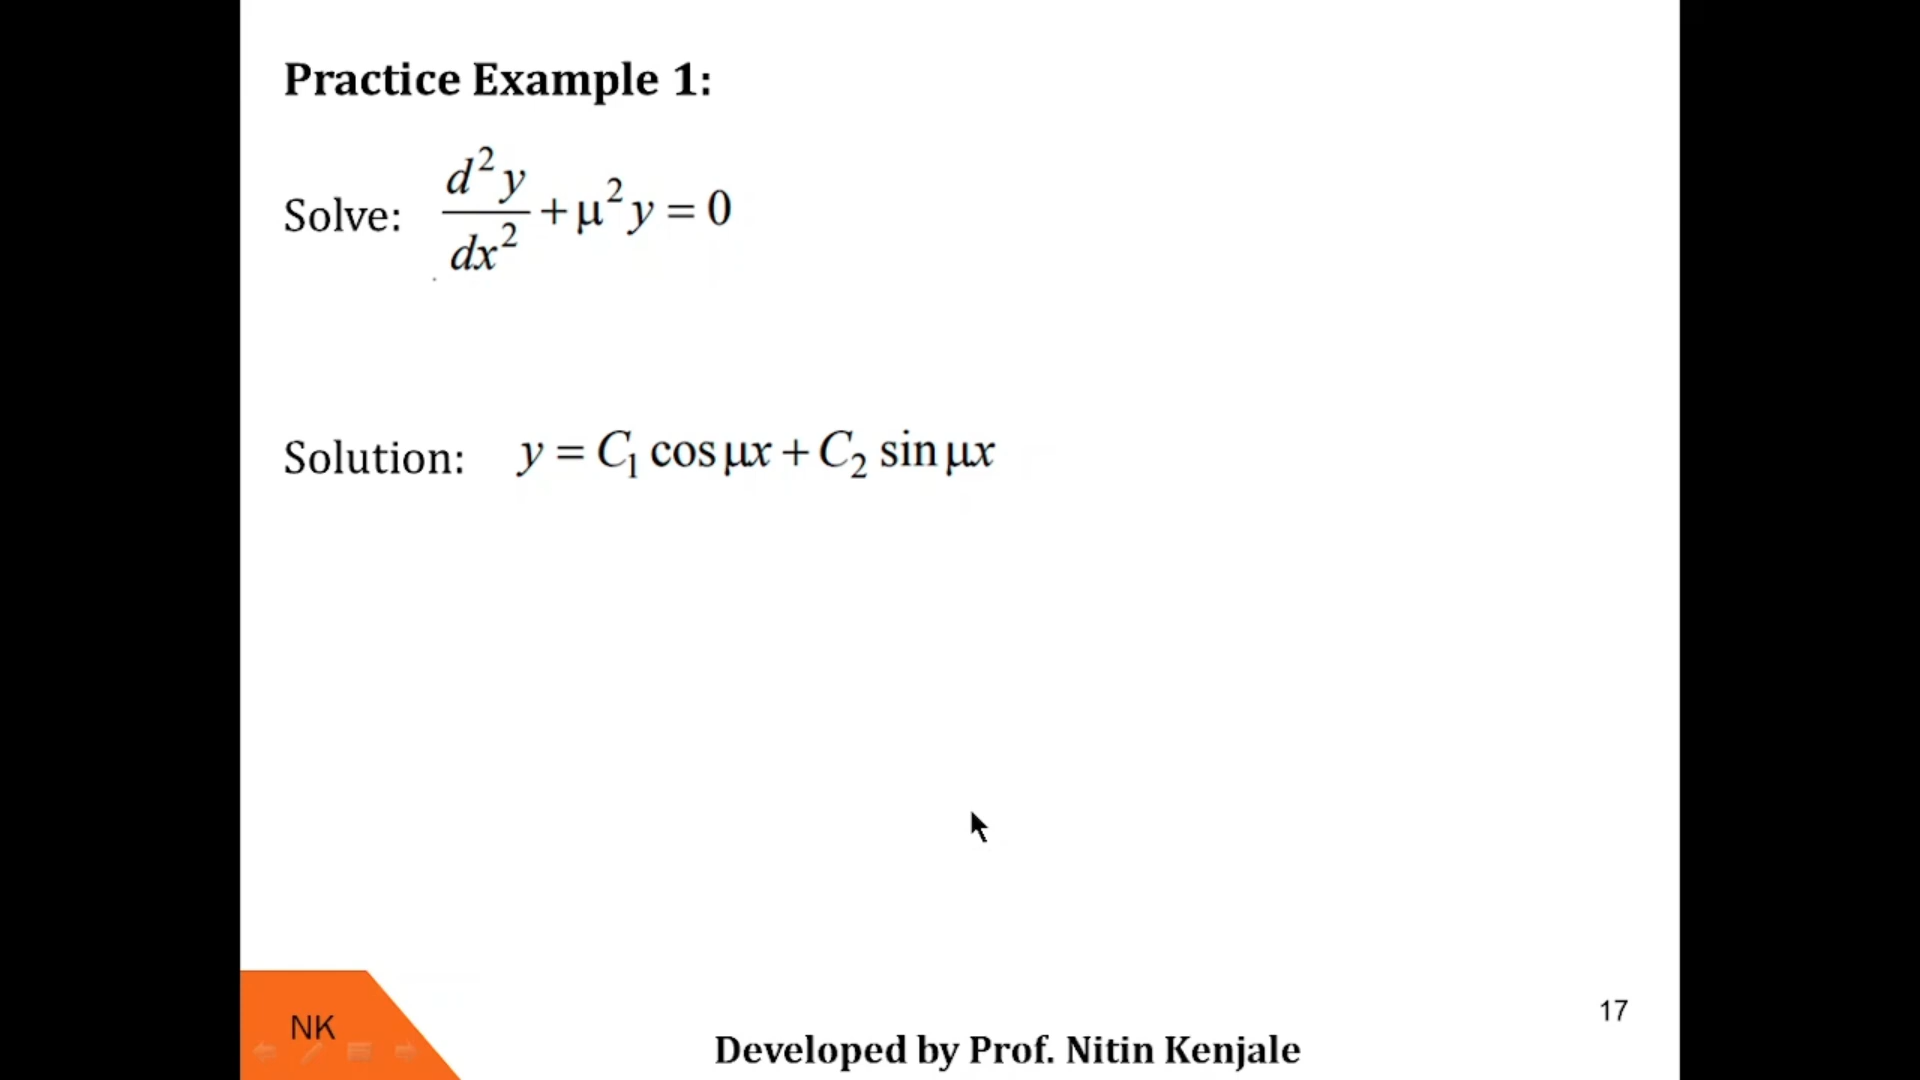 Practice Example 1:
Solve: d²y/dx² + μ²y = 0
Solution: y = C₁ cos μx + C₂ sin μx
NK
17
Developed by Prof. Nitin Kenjale